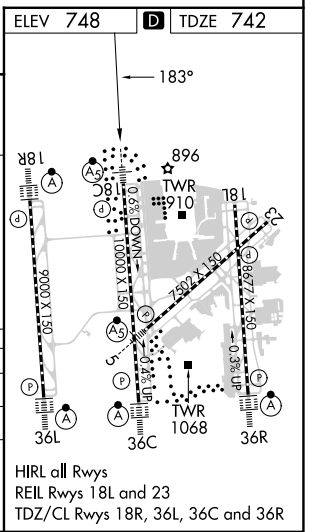 ELEV 748 D TDZE 742
183°
18R
A
A5
18C
896
TWR
910
18L
23
P
P
P
P
0.6% DOWN
9000 X 150
10000 X 150
7502 X 150
8677 X 150
A5
P
5
0.4% UP
0.3% UP
P
P
P
A
A
TWR
1068
A
36L
36C
36R
HIRL all Rwys
REIL Rwys 18L and 23
TDZ/CL Rwys 18R, 36L, 36C and 36R